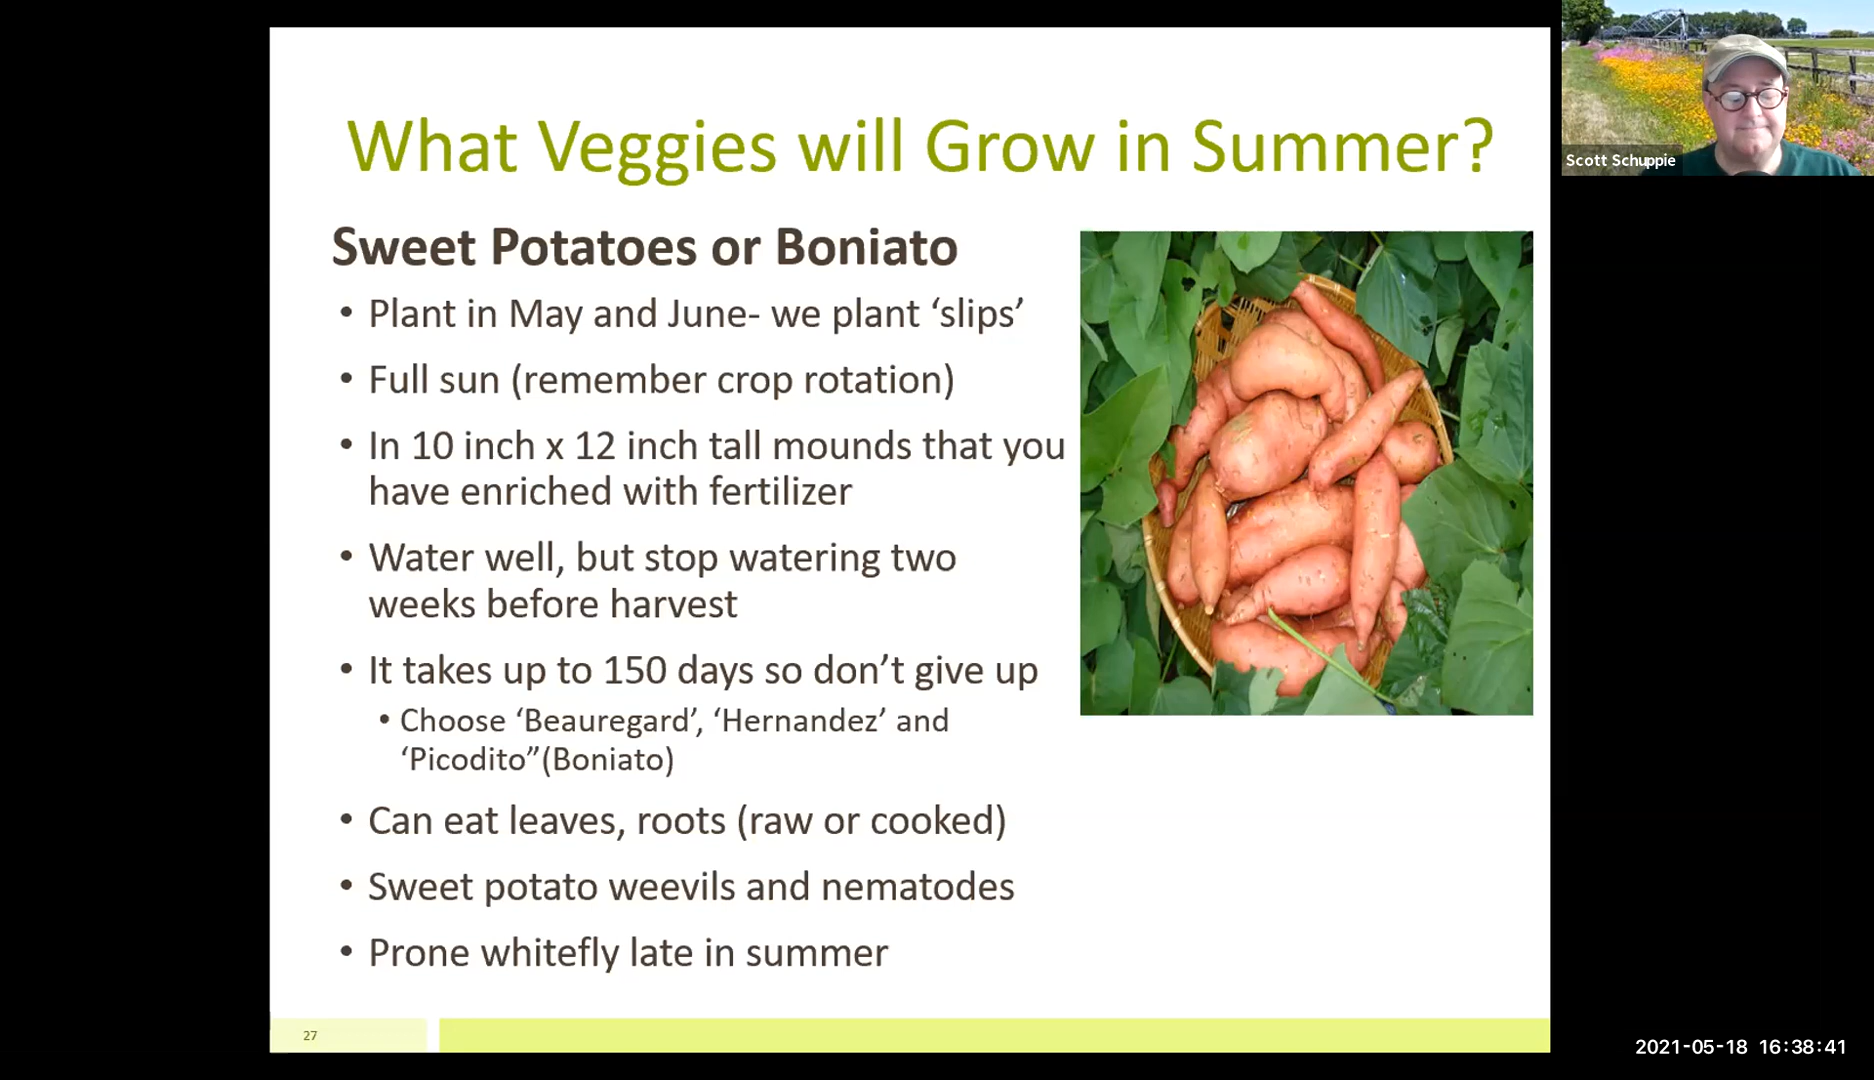 What Veggies will Grow in Summer?
Scott Schuppie
Sweet Potatoes or Boniato
• Plant in May and June- we plant ‘slips’
• Full sun (remember crop rotation)
• In 10 inch x 12 inch tall mounds that you
have enriched with fertilizer
• Water well, but stop watering two
weeks before harvest
• It takes up to 150 days so don’t give up
• Choose ‘Beauregard’, ‘Hernandez’ and
‘Picodito”(Boniato)
• Can eat leaves, roots (raw or cooked)
• Sweet potato weevils and nematodes
• Prone whitefly late in summer
27
2021-05-18 16:38:41